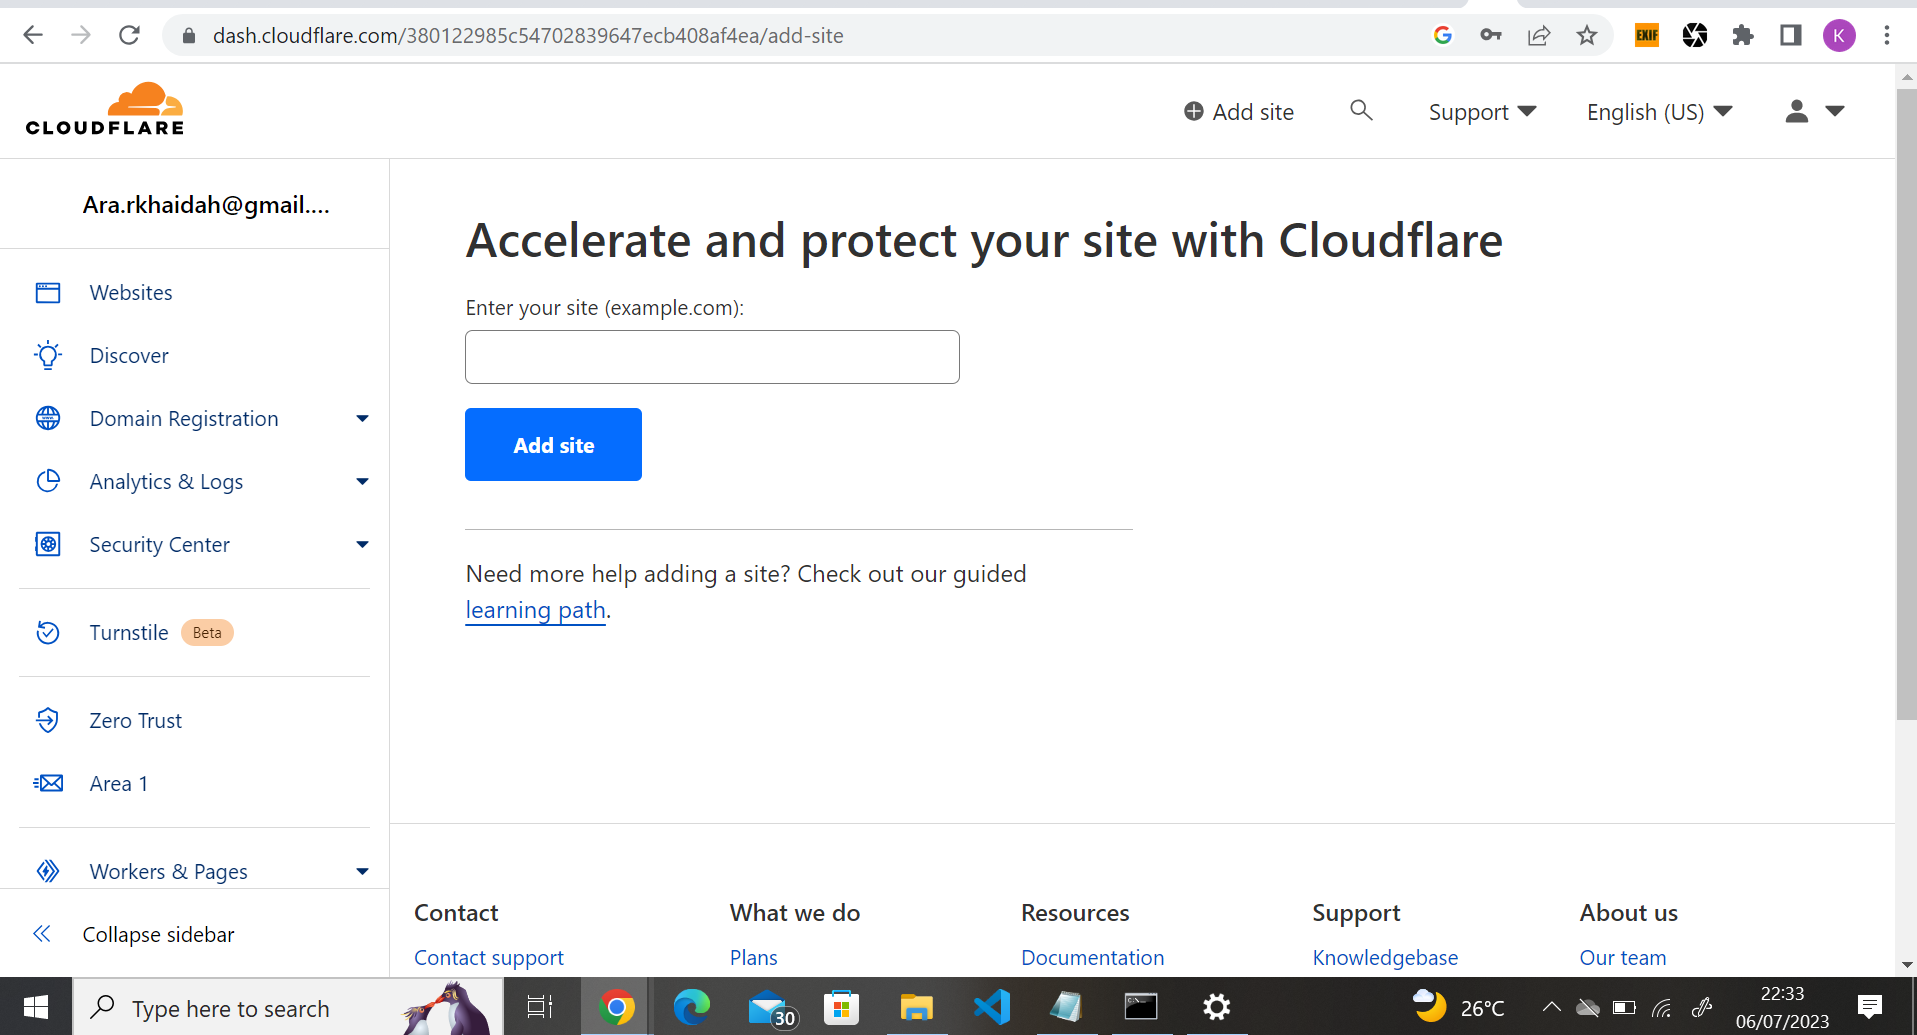 dash.cloudflare.com/380122985c54702839647ecb408af4ea/add-site
EXIF
K
CLOUDFLARE
Add site
Support
English (US)
Ara.rkhaidah@gmail....
Websites
Discover
Domain Registration
Analytics & Logs
Security Center
Turnstile Beta
Zero Trust
Area 1
Workers & Pages
Collapse sidebar
Accelerate and protect your site with Cloudflare
Enter your site (example.com):
Add site
Need more help adding a site? Check out our guided
learning path.
Contact
Contact support
What we do
Plans
Resources
Documentation
Support
Knowledgebase
About us
Our team
Type here to search
30
26°C
22:33
06/07/2023